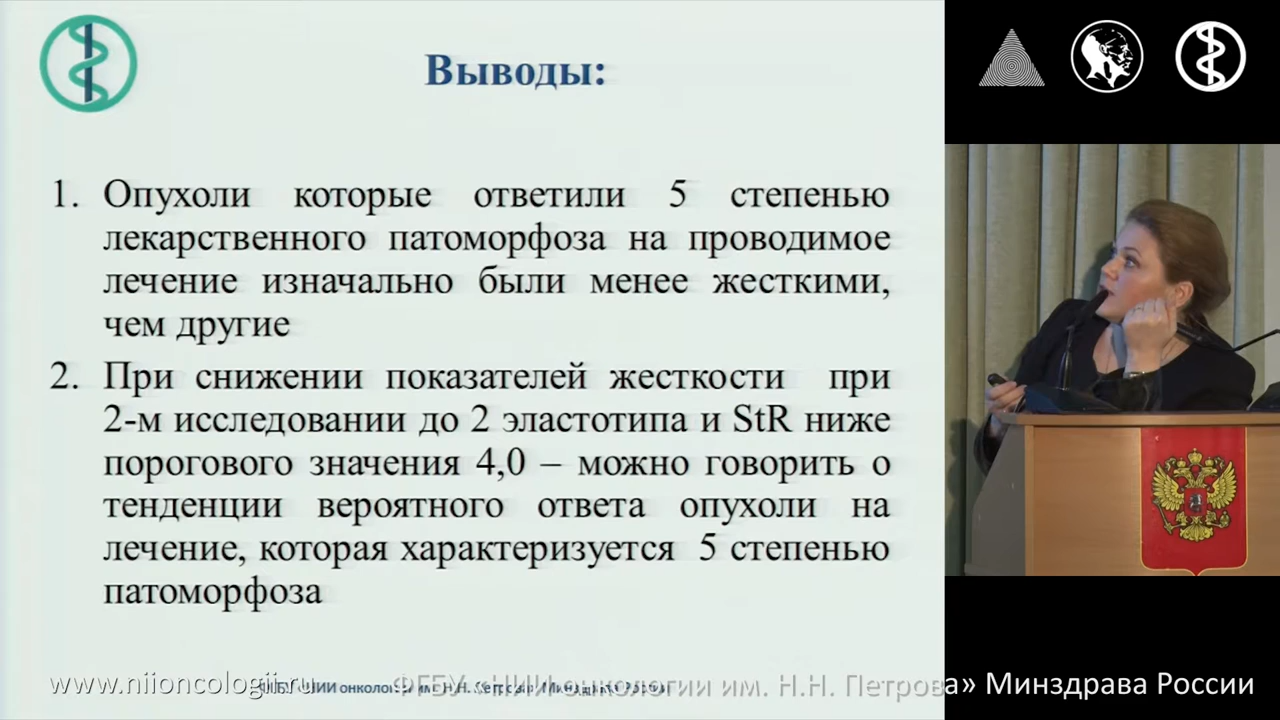 Выводы:
1. Опухоли которые ответили 5 степенью
лекарственного патоморфоза на проводимое
лечение изначально были менее жесткими,
чем другие
2. При снижении показателей жесткости при
2-м исследовании до 2 эластотипа и StR ниже
порогового значения 4,0 – можно говорить о
тенденции вероятного ответа опухоли на
лечение, которая характеризуется 5 степенью
патоморфоза
www.niioncologii.ru
ФГБУ «НИИ онкологии им. Н.Н. Петрова» Минздрава России